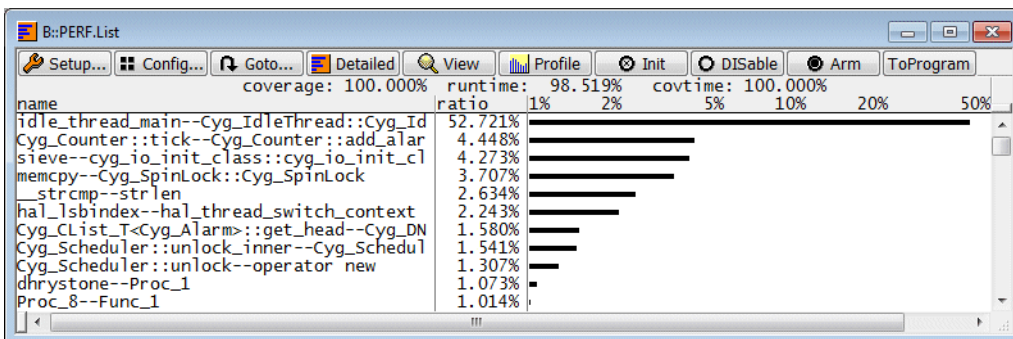 B::PERF.List
Setup... Config... Goto... Detailed View Profile Init DISable Arm ToProgram
coverage: 100.000% runtime: 98.519% covtime: 100.000%
name ratio 1% 2% 5% 10% 20% 50%
idle_thread_main--Cyg_IdleThread::Cyg_Id 52.721%
Cyg_Counter::tick--Cyg_Counter::add_alar 4.448%
sieve--cyg_io_init_class::cyg_io_init_cl 4.273%
memcpy--Cyg_SpinLock::Cyg_SpinLock 3.707%
__strcmp--strlen 2.634%
hal_lsbindex--hal_thread_switch_context 2.243%
Cyg_CList_T<Cyg_Alarm>::get_head--Cyg_DN 1.580%
Cyg_Scheduler::unlock_inner--Cyg_Schedul 1.541%
Cyg_Scheduler::unlock--operator new 1.307%
dhrystone--Proc_1 1.073%
Proc_8--Func_1 1.014%